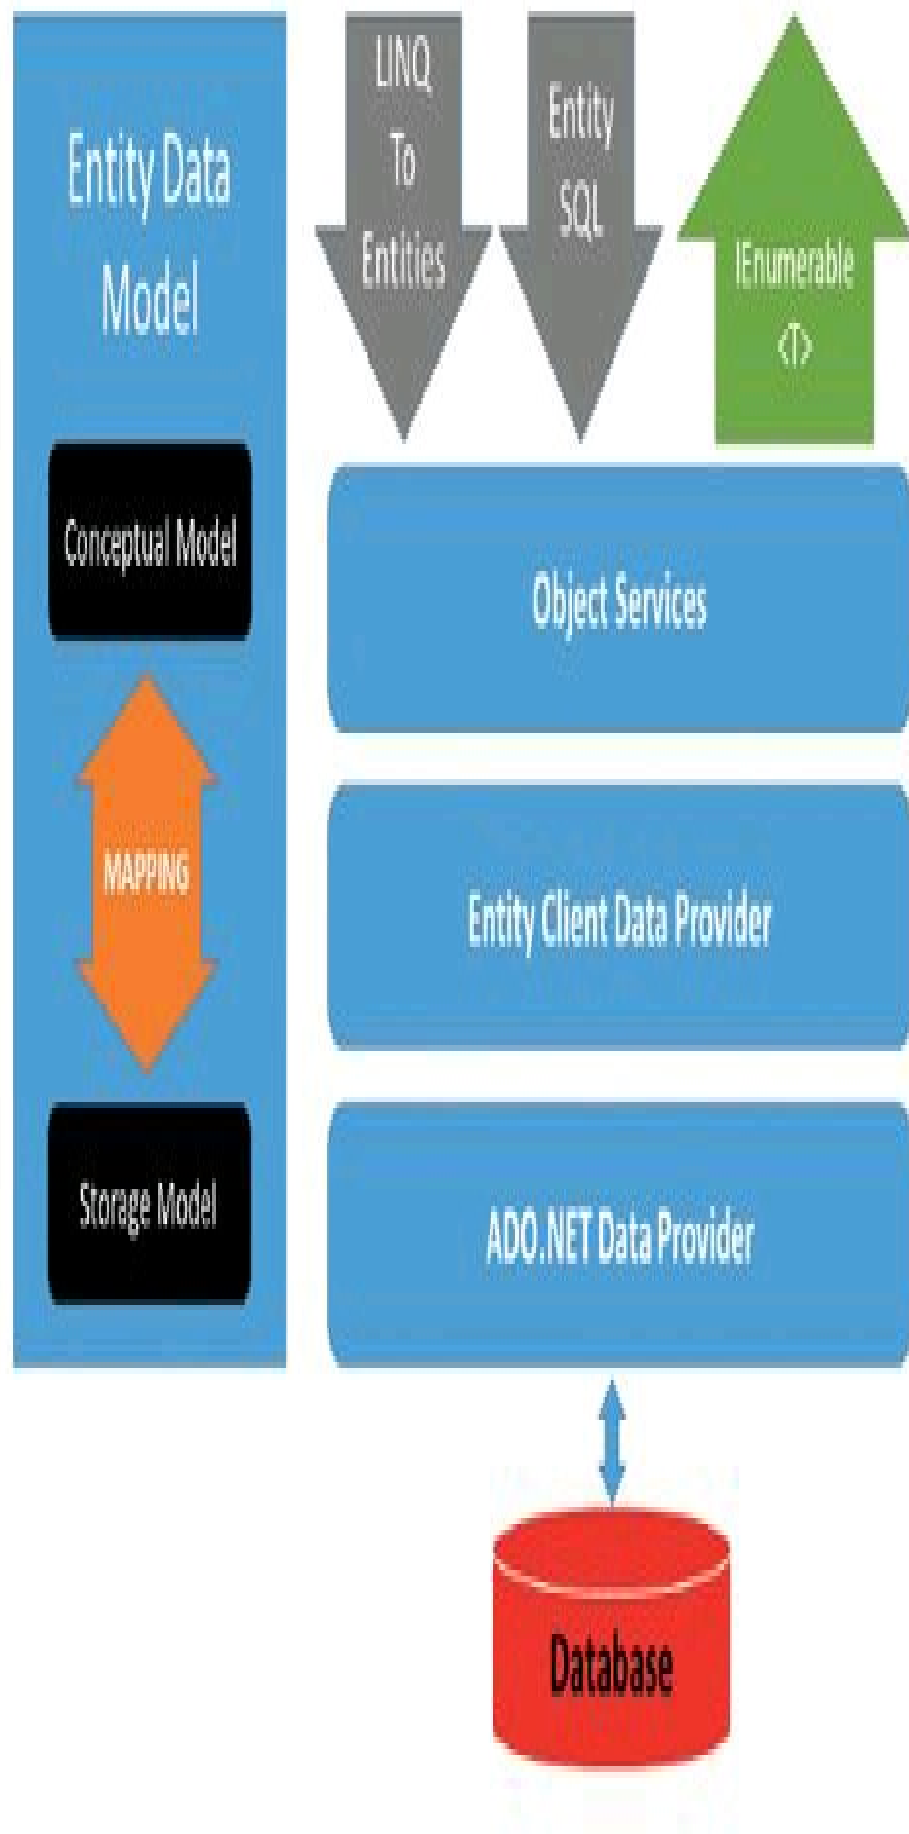 Entity Data
Model
Conceptual Model
MAPPING
Storage Model
LINQ
To
Entities
Entity
SQL
IEnumerable
<T>
Object Services
Entity Client Data Provider
ADO.NET Data Provider
Database